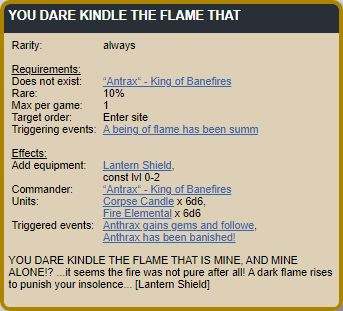 YOU DARE KINDLE THE FLAME THAT
Rarity: always
Requirements:
Does not exist: “Antrax“ - King of Banefires
Rare: 10%
Max per game: 1
Target order: Enter site
Triggering events: A being of flame has been summ
Effects:
Add equipment: Lantern Shield,
const lvl 0-2
Commander: “Antrax“ - King of Banefires
Units: Corpse Candle x 6d6,
Fire Elemental x 6d6
Triggered events: Anthrax gains gems and followe,
Anthrax has been banished!
YOU DARE KINDLE THE FLAME THAT IS MINE, AND MINE
ALONE!? ...it seems the fire was not pure after all! A dark flame rises
to punish your insolence... [Lantern Shield]